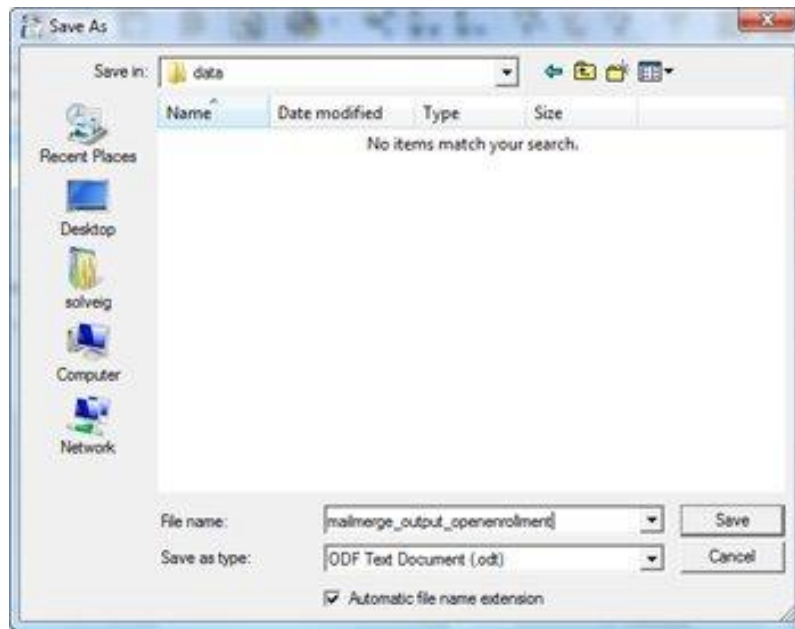 Save As
Save in: data
Name Date modified Type Size
No items match your search.
Recent Places
Desktop
solveig
Computer
Network
File name: mailmerge_output_openenrollment Save
Save as type: ODF Text Document (.odt) Cancel
Automatic file name extension